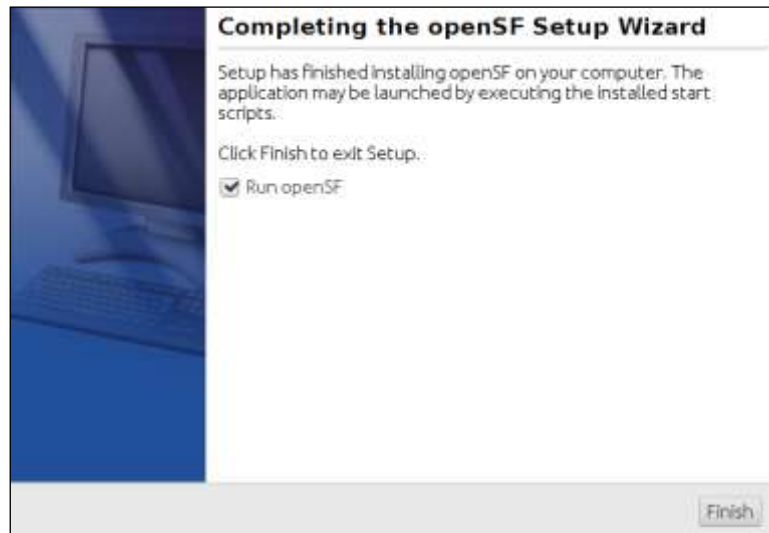 Completing the openSF Setup Wizard
Setup has finished installing openSF on your computer. The
application may be launched by executing the installed start
scripts.
Click Finish to exit Setup.
Run openSF
Finish